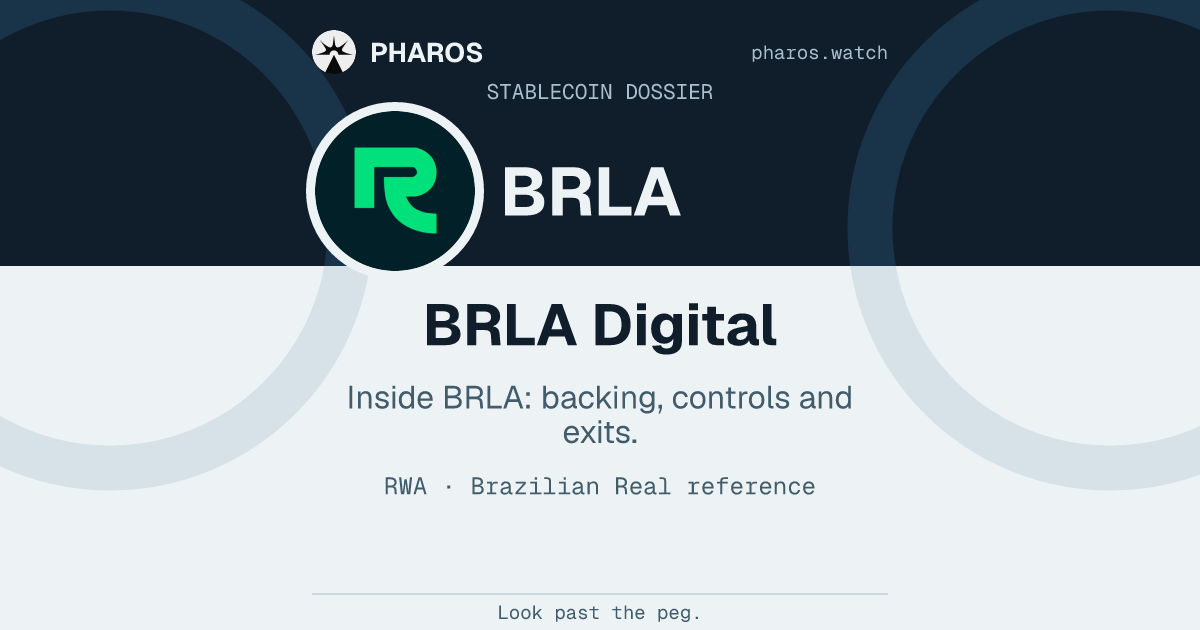 PHAROS
pharos.watch
STABLECOIN DOSSIER
BRLA
BRLA Digital
Inside BRLA: backing, controls and
exits.
RWA · Brazilian Real reference
Look past the peg.